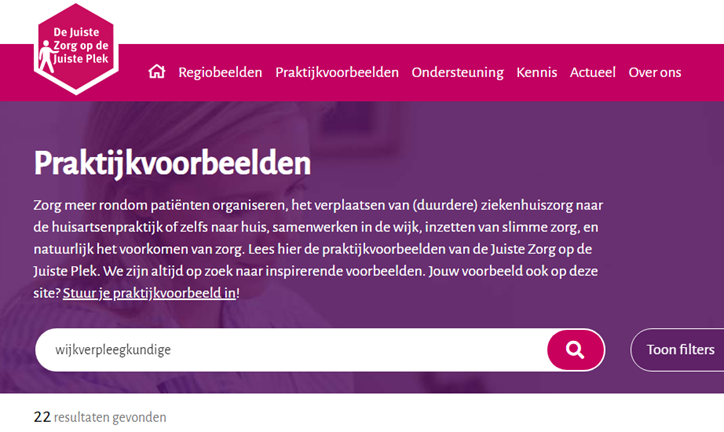 De Juiste
Zorg op de
Juiste Plek
Regiobeelden Praktijkvoorbeelden Ondersteuning Kennis Actueel Over ons
Praktijkvoorbeelden
Zorg meer rondom patiënten organiseren, het verplaatsen van (duurdere) ziekenhuiszorg naar
de huisartsenpraktijk of zelfs naar huis, samenwerken in de wijk, inzetten van slimme zorg, en
natuurlijk het voorkomen van zorg. Lees hier de praktijkvoorbeelden van de Juiste Zorg op de
Juiste Plek. We zijn altijd op zoek naar inspirerende voorbeelden. Jouw voorbeeld ook op deze
site? Stuur je praktijkvoorbeeld in!
wijkverpleegkundige
Toon filters
22 resultaten gevonden